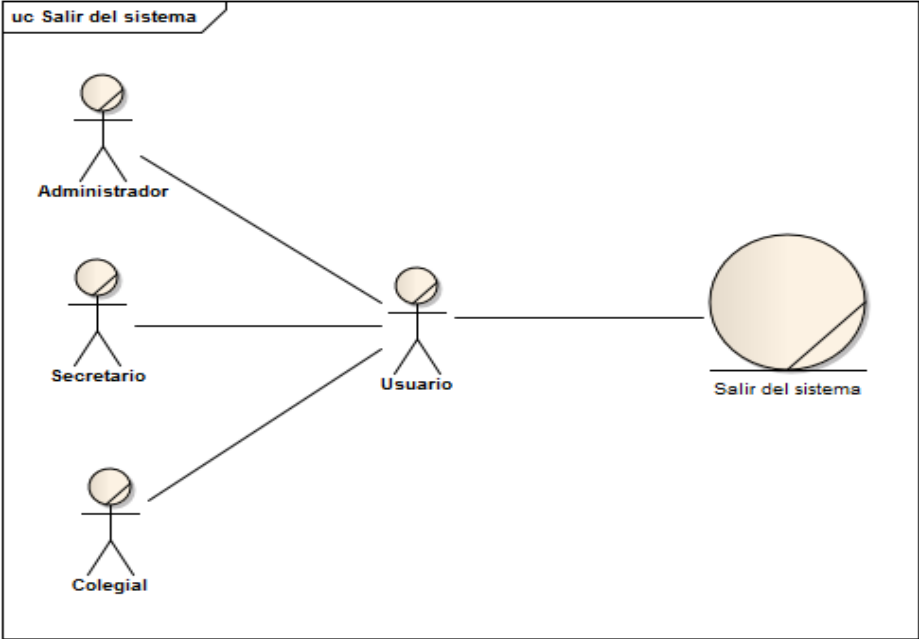 uc Salir del sistema
Administrador
Secretario
Usuario
Salir del sistema
Colegial